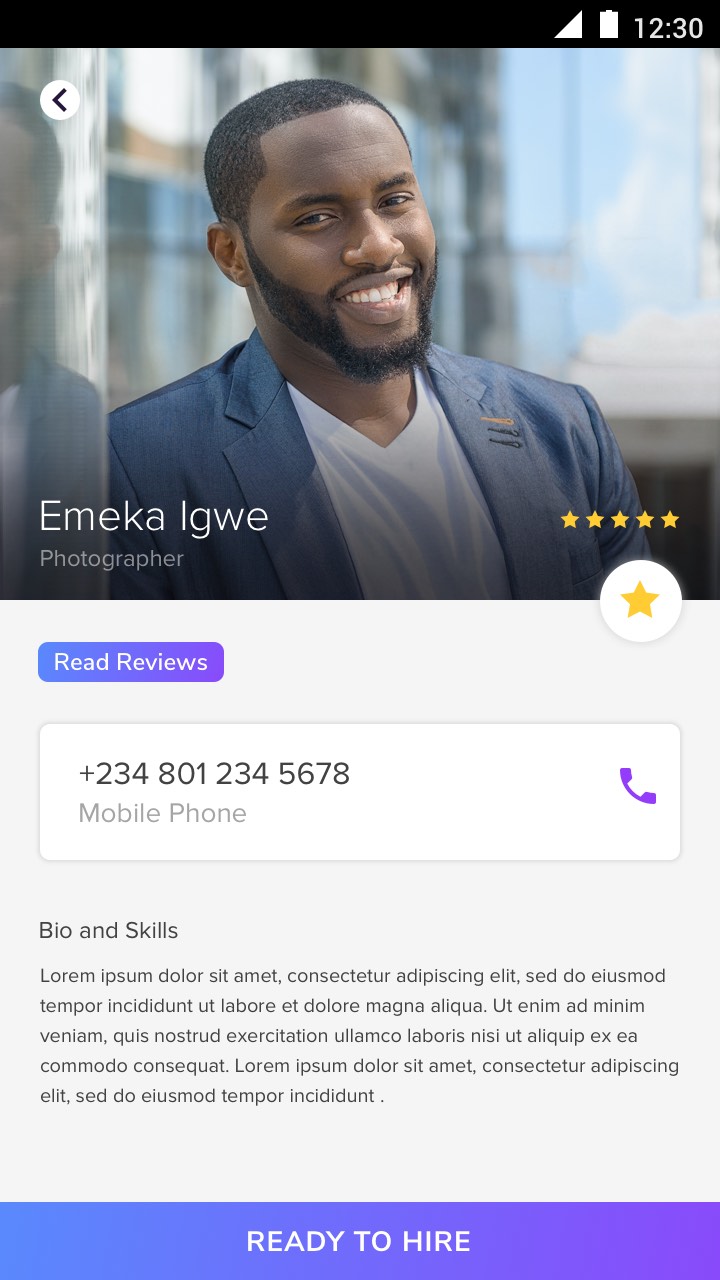 12:30
Emeka Igwe
Photographer
Read Reviews
+234 801 234 5678
Mobile Phone
Bio and Skills
Lorem ipsum dolor sit amet, consectetur adipiscing elit, sed do eiusmod
tempor incididunt ut labore et dolore magna aliqua. Ut enim ad minim
veniam, quis nostrud exercitation ullamco laboris nisi ut aliquip ex ea
commodo consequat. Lorem ipsum dolor sit amet, consectetur adipiscing
elit, sed do eiusmod tempor incididunt .
READY TO HIRE